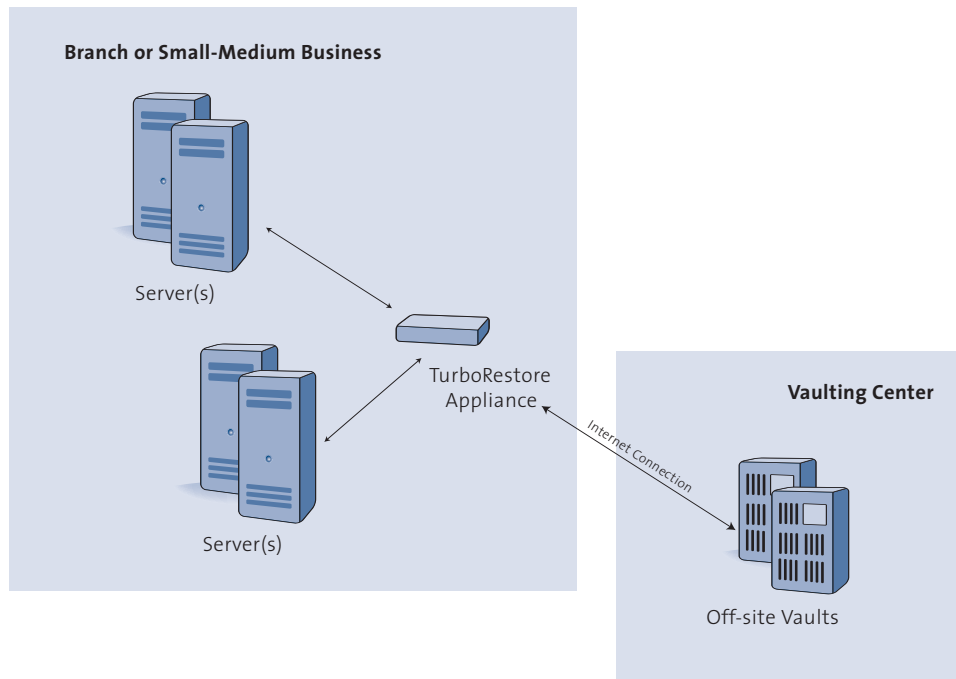 Branch or Small-Medium Business
Server(s)
TurboRestore
Appliance
Server(s)
Internet Connection
Vaulting Center
Off-site Vaults